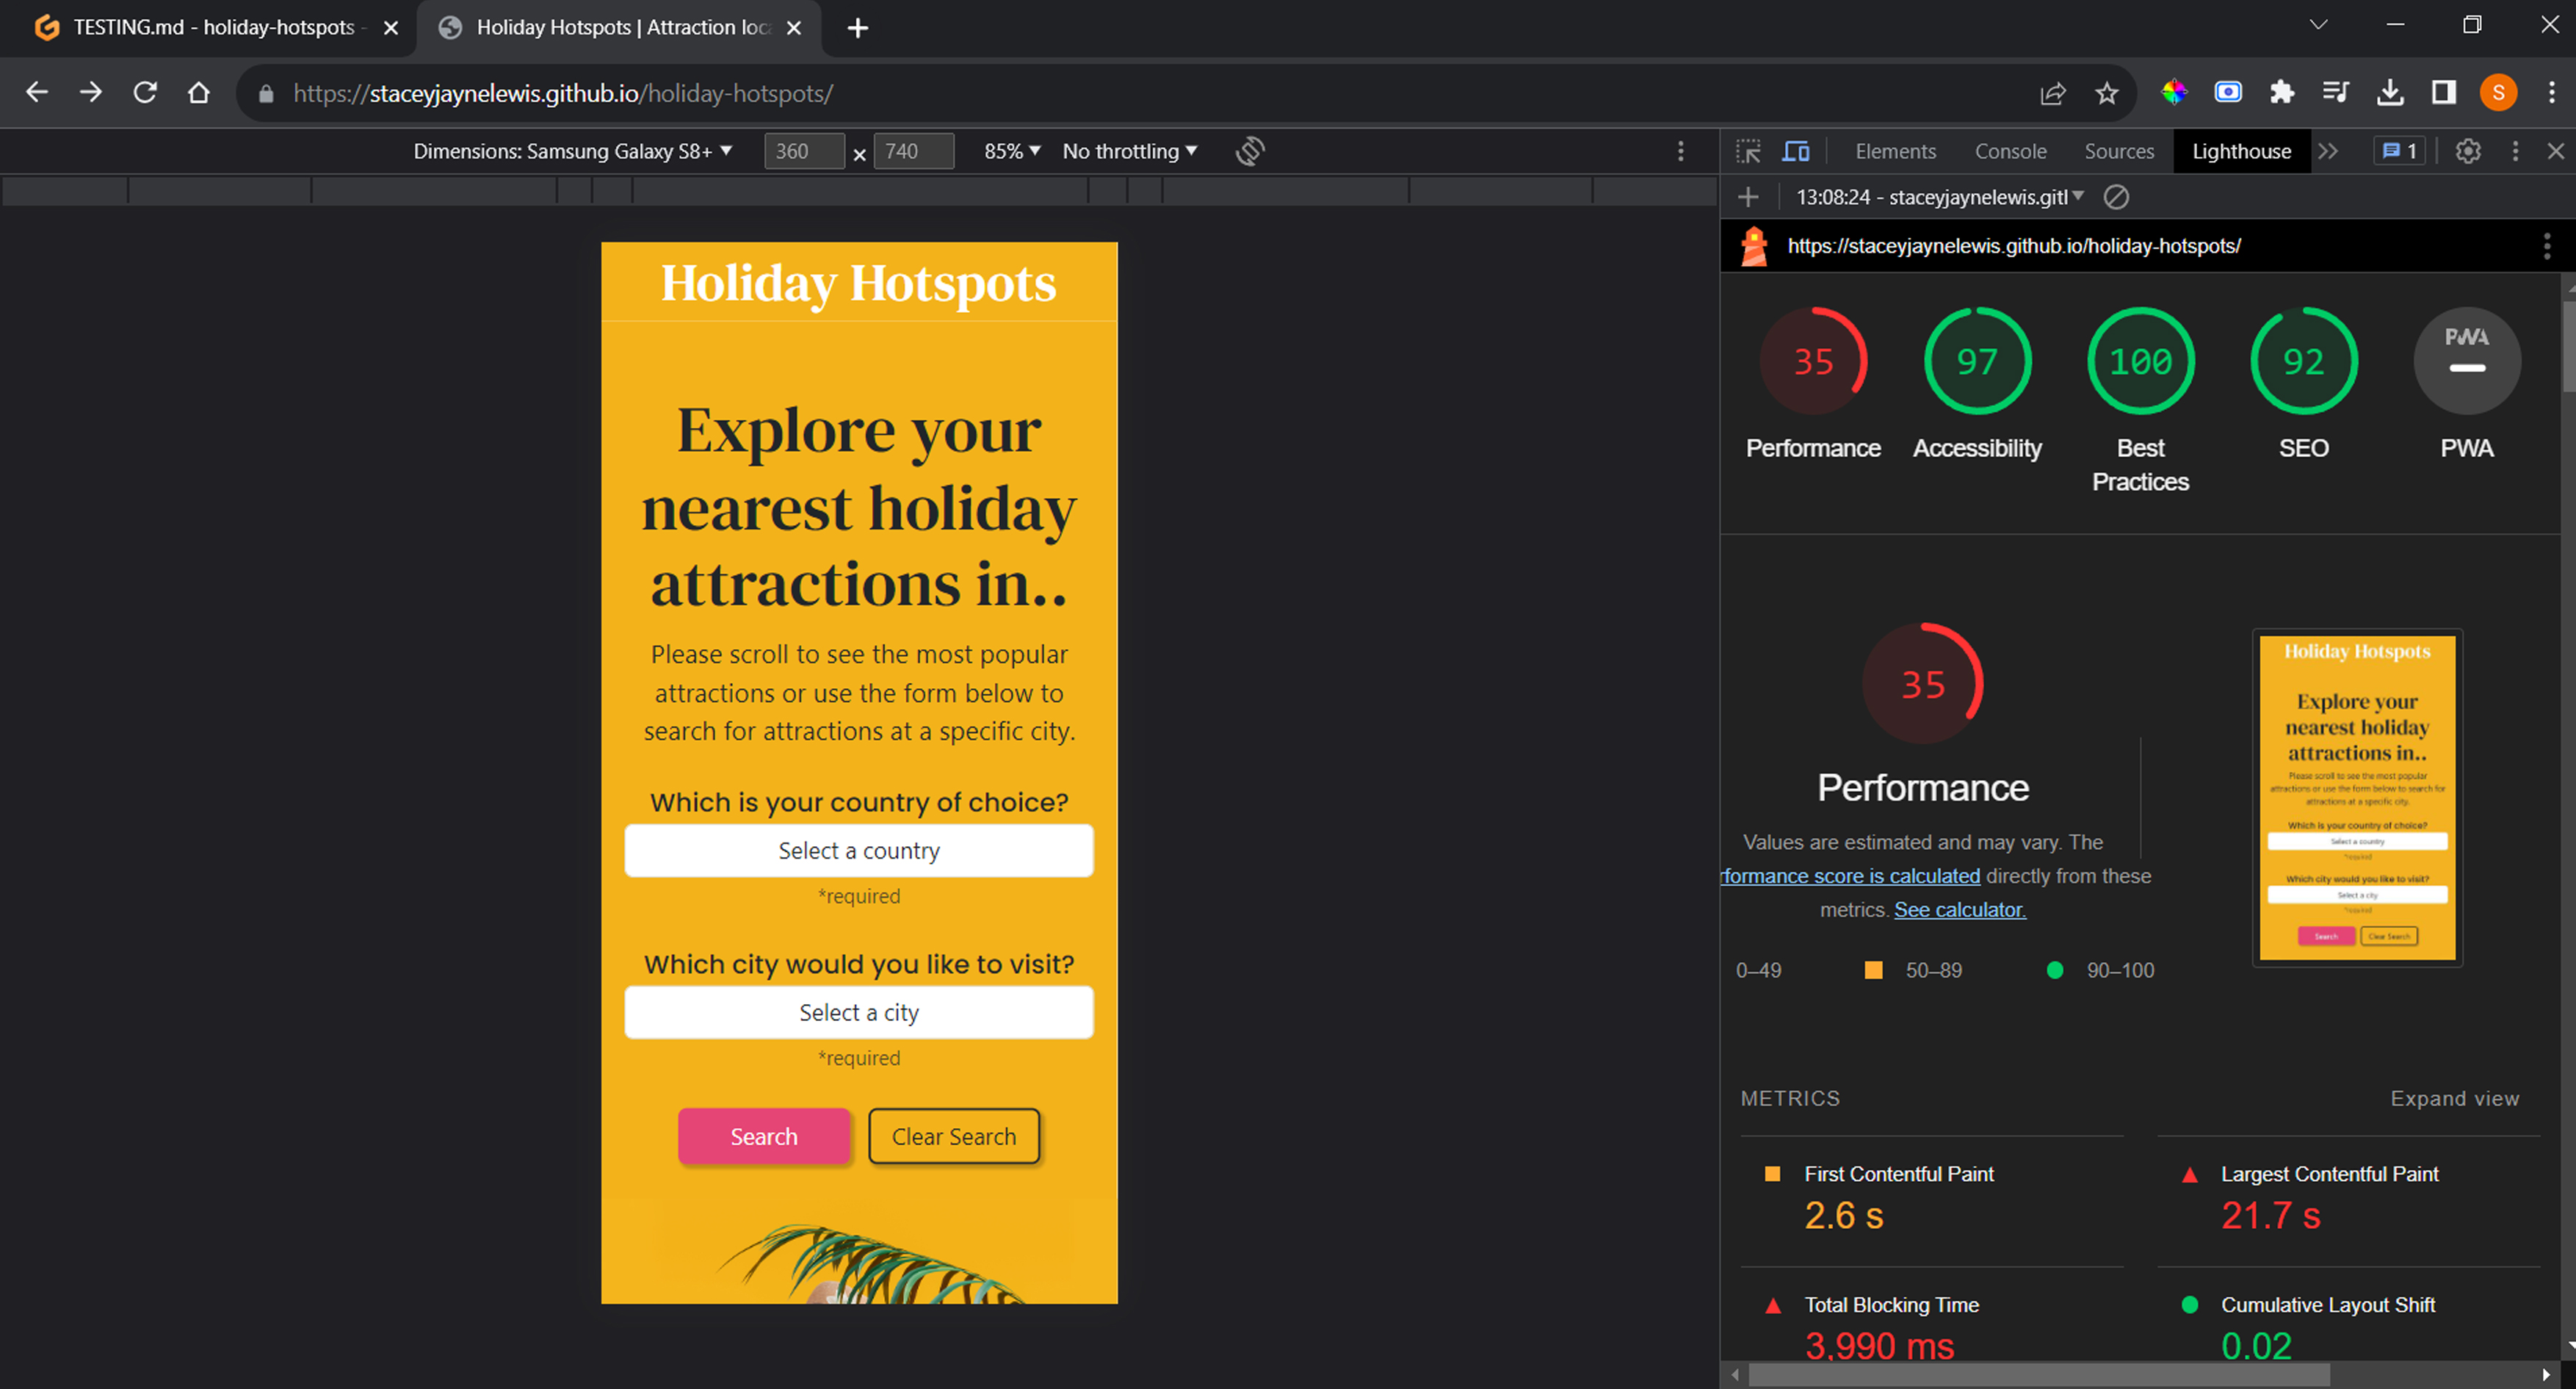 TESTING.md - holiday-hotspots -
Holiday Hotspots | Attraction loc
https://staceyjaynelewis.github.io/holiday-hotspots/
S
Dimensions: Samsung Galaxy S8+
360 × 740
85%
No throttling
Elements
Console
Sources
Lighthouse
1
13:08:24 - staceyjaynelewis.gitl
https://staceyjaynelewis.github.io/holiday-hotspots/
Holiday Hotspots
Explore your
nearest holiday
attractions in..
Please scroll to see the most popular
attractions or use the form below to
search for attractions at a specific city.
Which is your country of choice?
Select a country
*required
Which city would you like to visit?
Select a city
*required
Search
Clear Search
35
97
100
92
PWA
Performance
Accessibility
Best
Practices
SEO
PWA
35
Performance
Values are estimated and may vary. The
rformance score is calculated directly from these
metrics. See calculator.
0–49
50–89
90–100
Holiday Hotspots
Explore your
nearest holiday
attractions in..
Please scroll to see the most popular
attractions or use the form below to search for
attractions at a specific city.
Which is your country of choice?
Select a country
*required
Which city would you like to visit?
Select a city
*required
Search
Clear Search
METRICS
Expand view
First Contentful Paint
2.6 s
Largest Contentful Paint
21.7 s
Total Blocking Time
3,990 ms
Cumulative Layout Shift
0.02